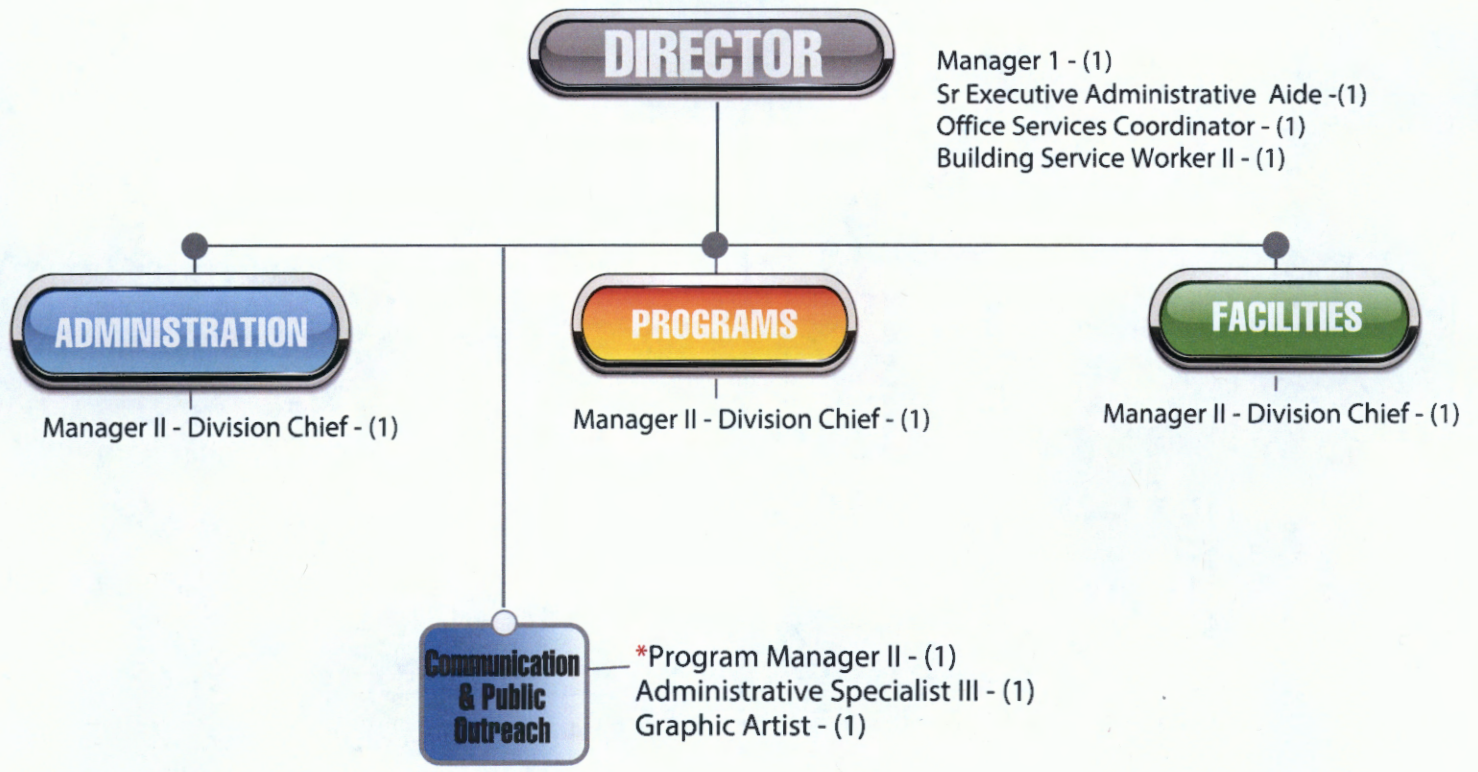 DIRECTOR
Manager 1 - (1)
Sr Executive Administrative Aide -(1)
Office Services Coordinator - (1)
Building Service Worker II - (1)
ADMINISTRATION
Manager II - Division Chief - (1)
PROGRAMS
Manager II - Division Chief - (1)
FACILITIES
Manager II - Division Chief - (1)
Communication
& Public
Outreach
*Program Manager II - (1)
Administrative Specialist III - (1)
Graphic Artist - (1)